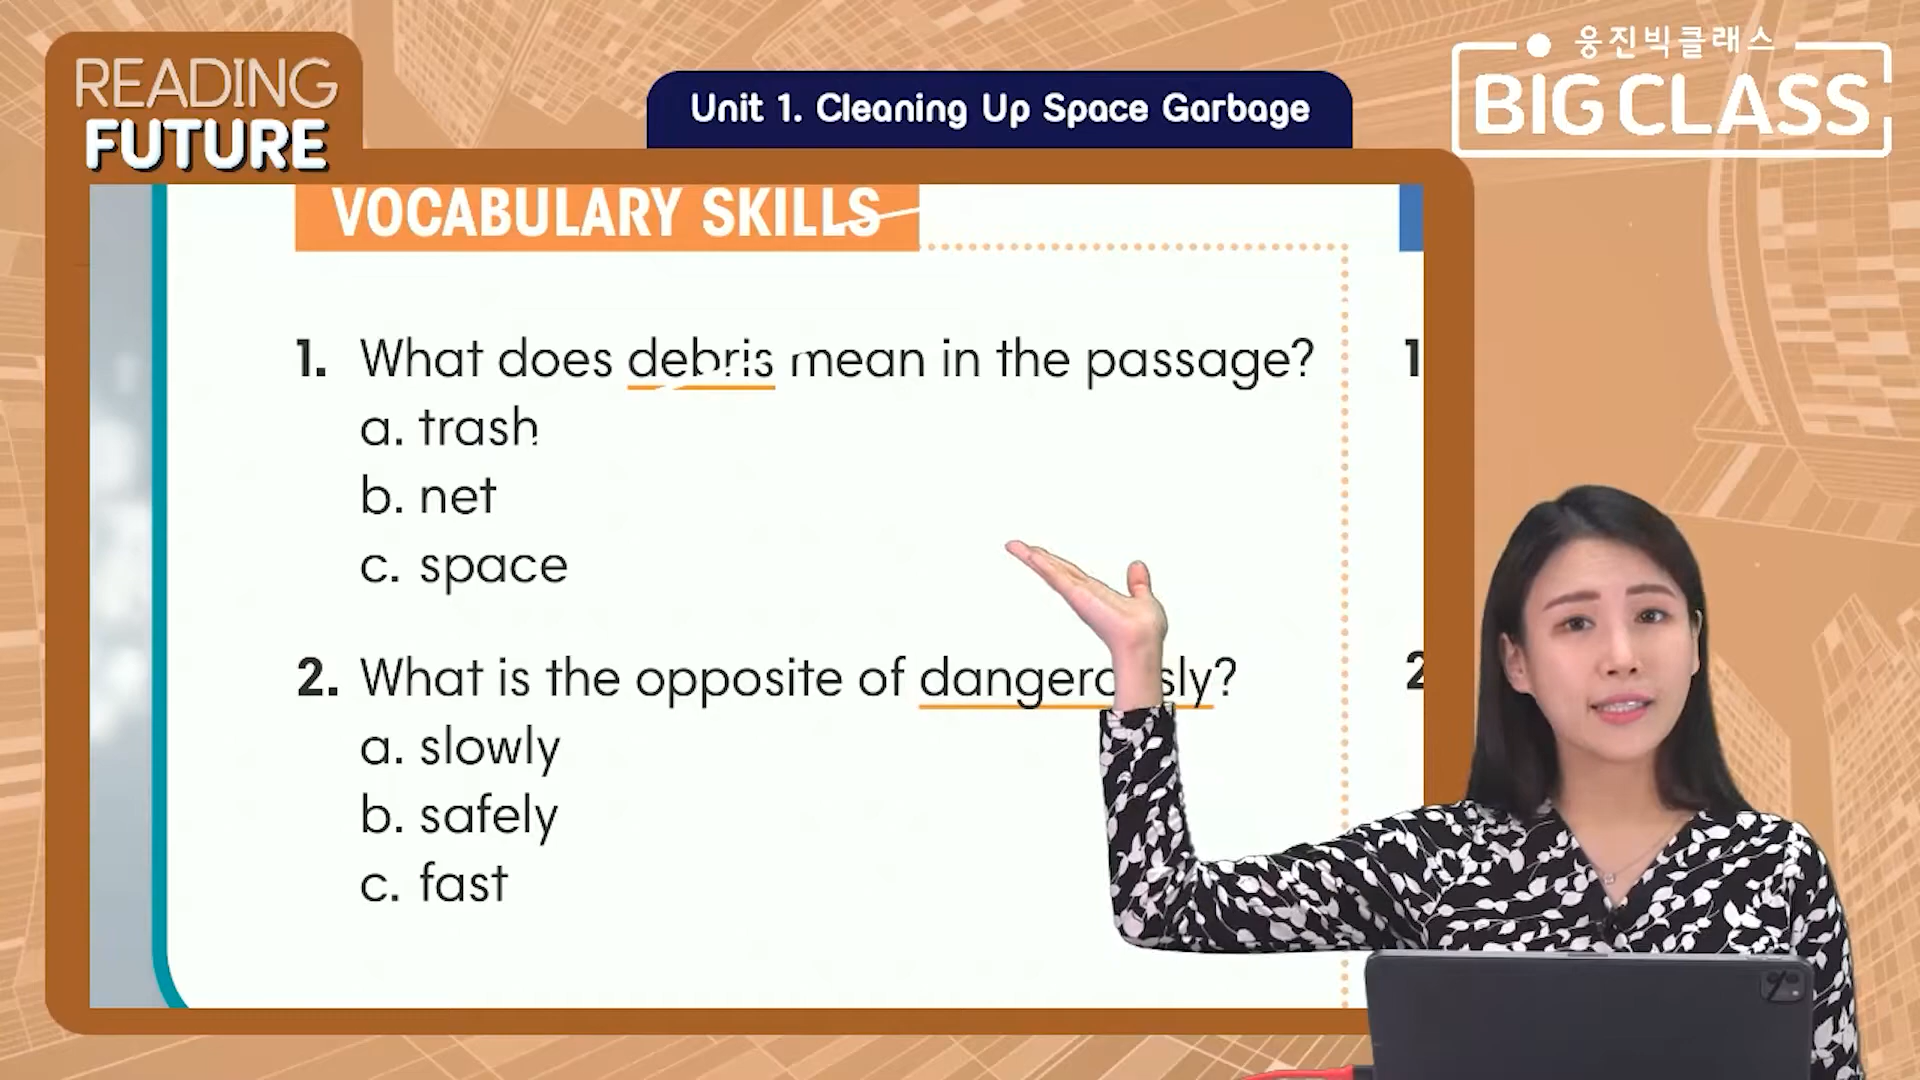 READING
FUTURE
Unit 1. Cleaning Up Space Garbage
웅진빅클래스
BIG CLASS
VOCABULARY SKILLS
1. What does debris mean in the passage?
a. trash
b. net
c. space
2. What is the opposite of dangerously?
a. slowly
b. safely
c. fast
1
2